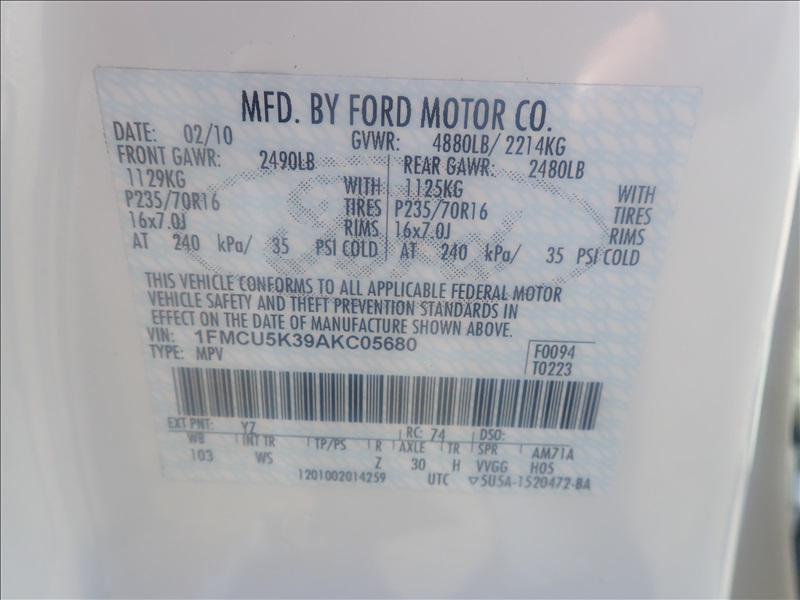 MFD. BY FORD MOTOR CO.
DATE: 02/10 GVWR: 4880LB/ 2214KG
FRONT GAWR: 2490LB REAR GAWR: 2480LB
1129KG WITH 1125KG WITH
P235/70R16 TIRES P235/70R16 TIRES
16x7.0J RIMS 16x7.0J RIMS
AT 240 kPa/ 35 PSI COLD AT 240 kPa/ 35 PSI COLD
THIS VEHICLE CONFORMS TO ALL APPLICABLE FEDERAL MOTOR
VEHICLE SAFETY AND THEFT PREVENTION STANDARDS IN
EFFECT ON THE DATE OF MANUFACTURE SHOWN ABOVE.
VIN: 1FMCU5K39AKC05680 F0094
TYPE: MPV T0223
EXT PNT: YZ RC: 74 DSO:
WB INT TR TP/PS R AXLE TR SPR AM71A
103 WS Z 30 H VVGG H05
1201002014259 UTC ▽5U5A-1520472-BA